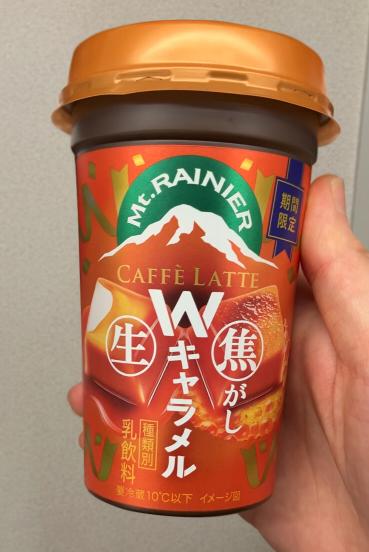 Mt. RAINIER
期間
限定
CAFFÈ LATTE
W
生
焦がし
キャラメル
種類別
乳飲料
要冷蔵10℃以下 イメージ図